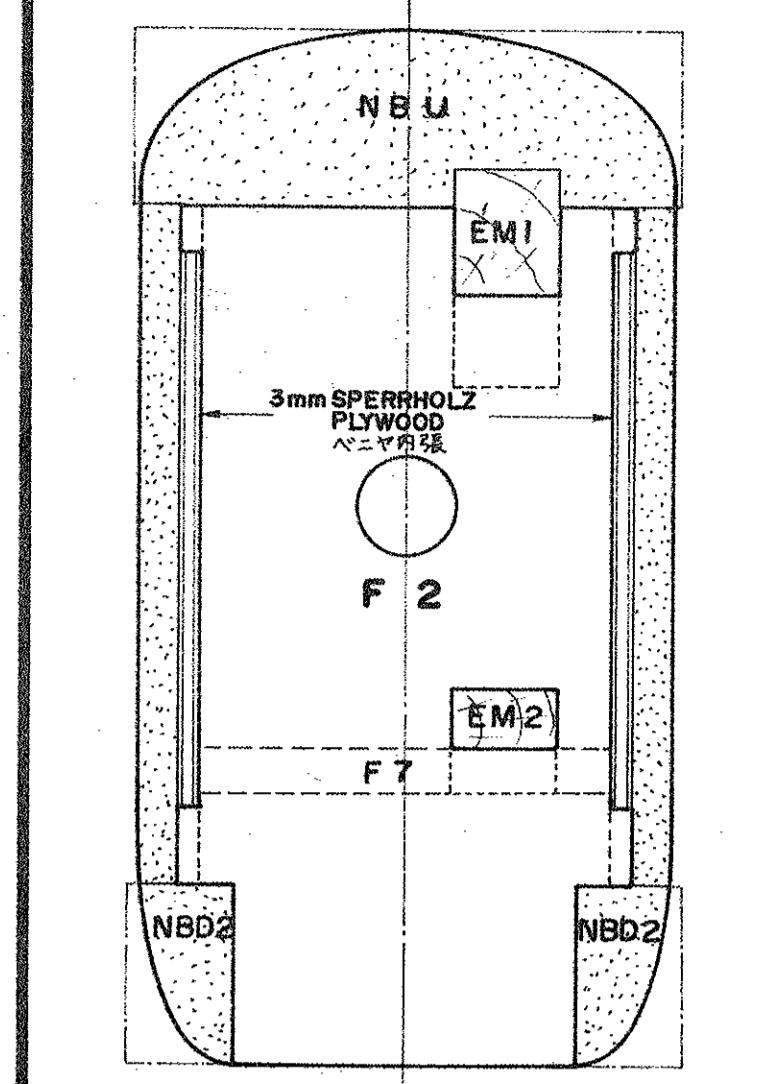 NBU
EM1
3mm SPERRHOLZ
PLYWOOD
ベニヤ内張
F 2
EM2
F 7
NBD2
NBD2